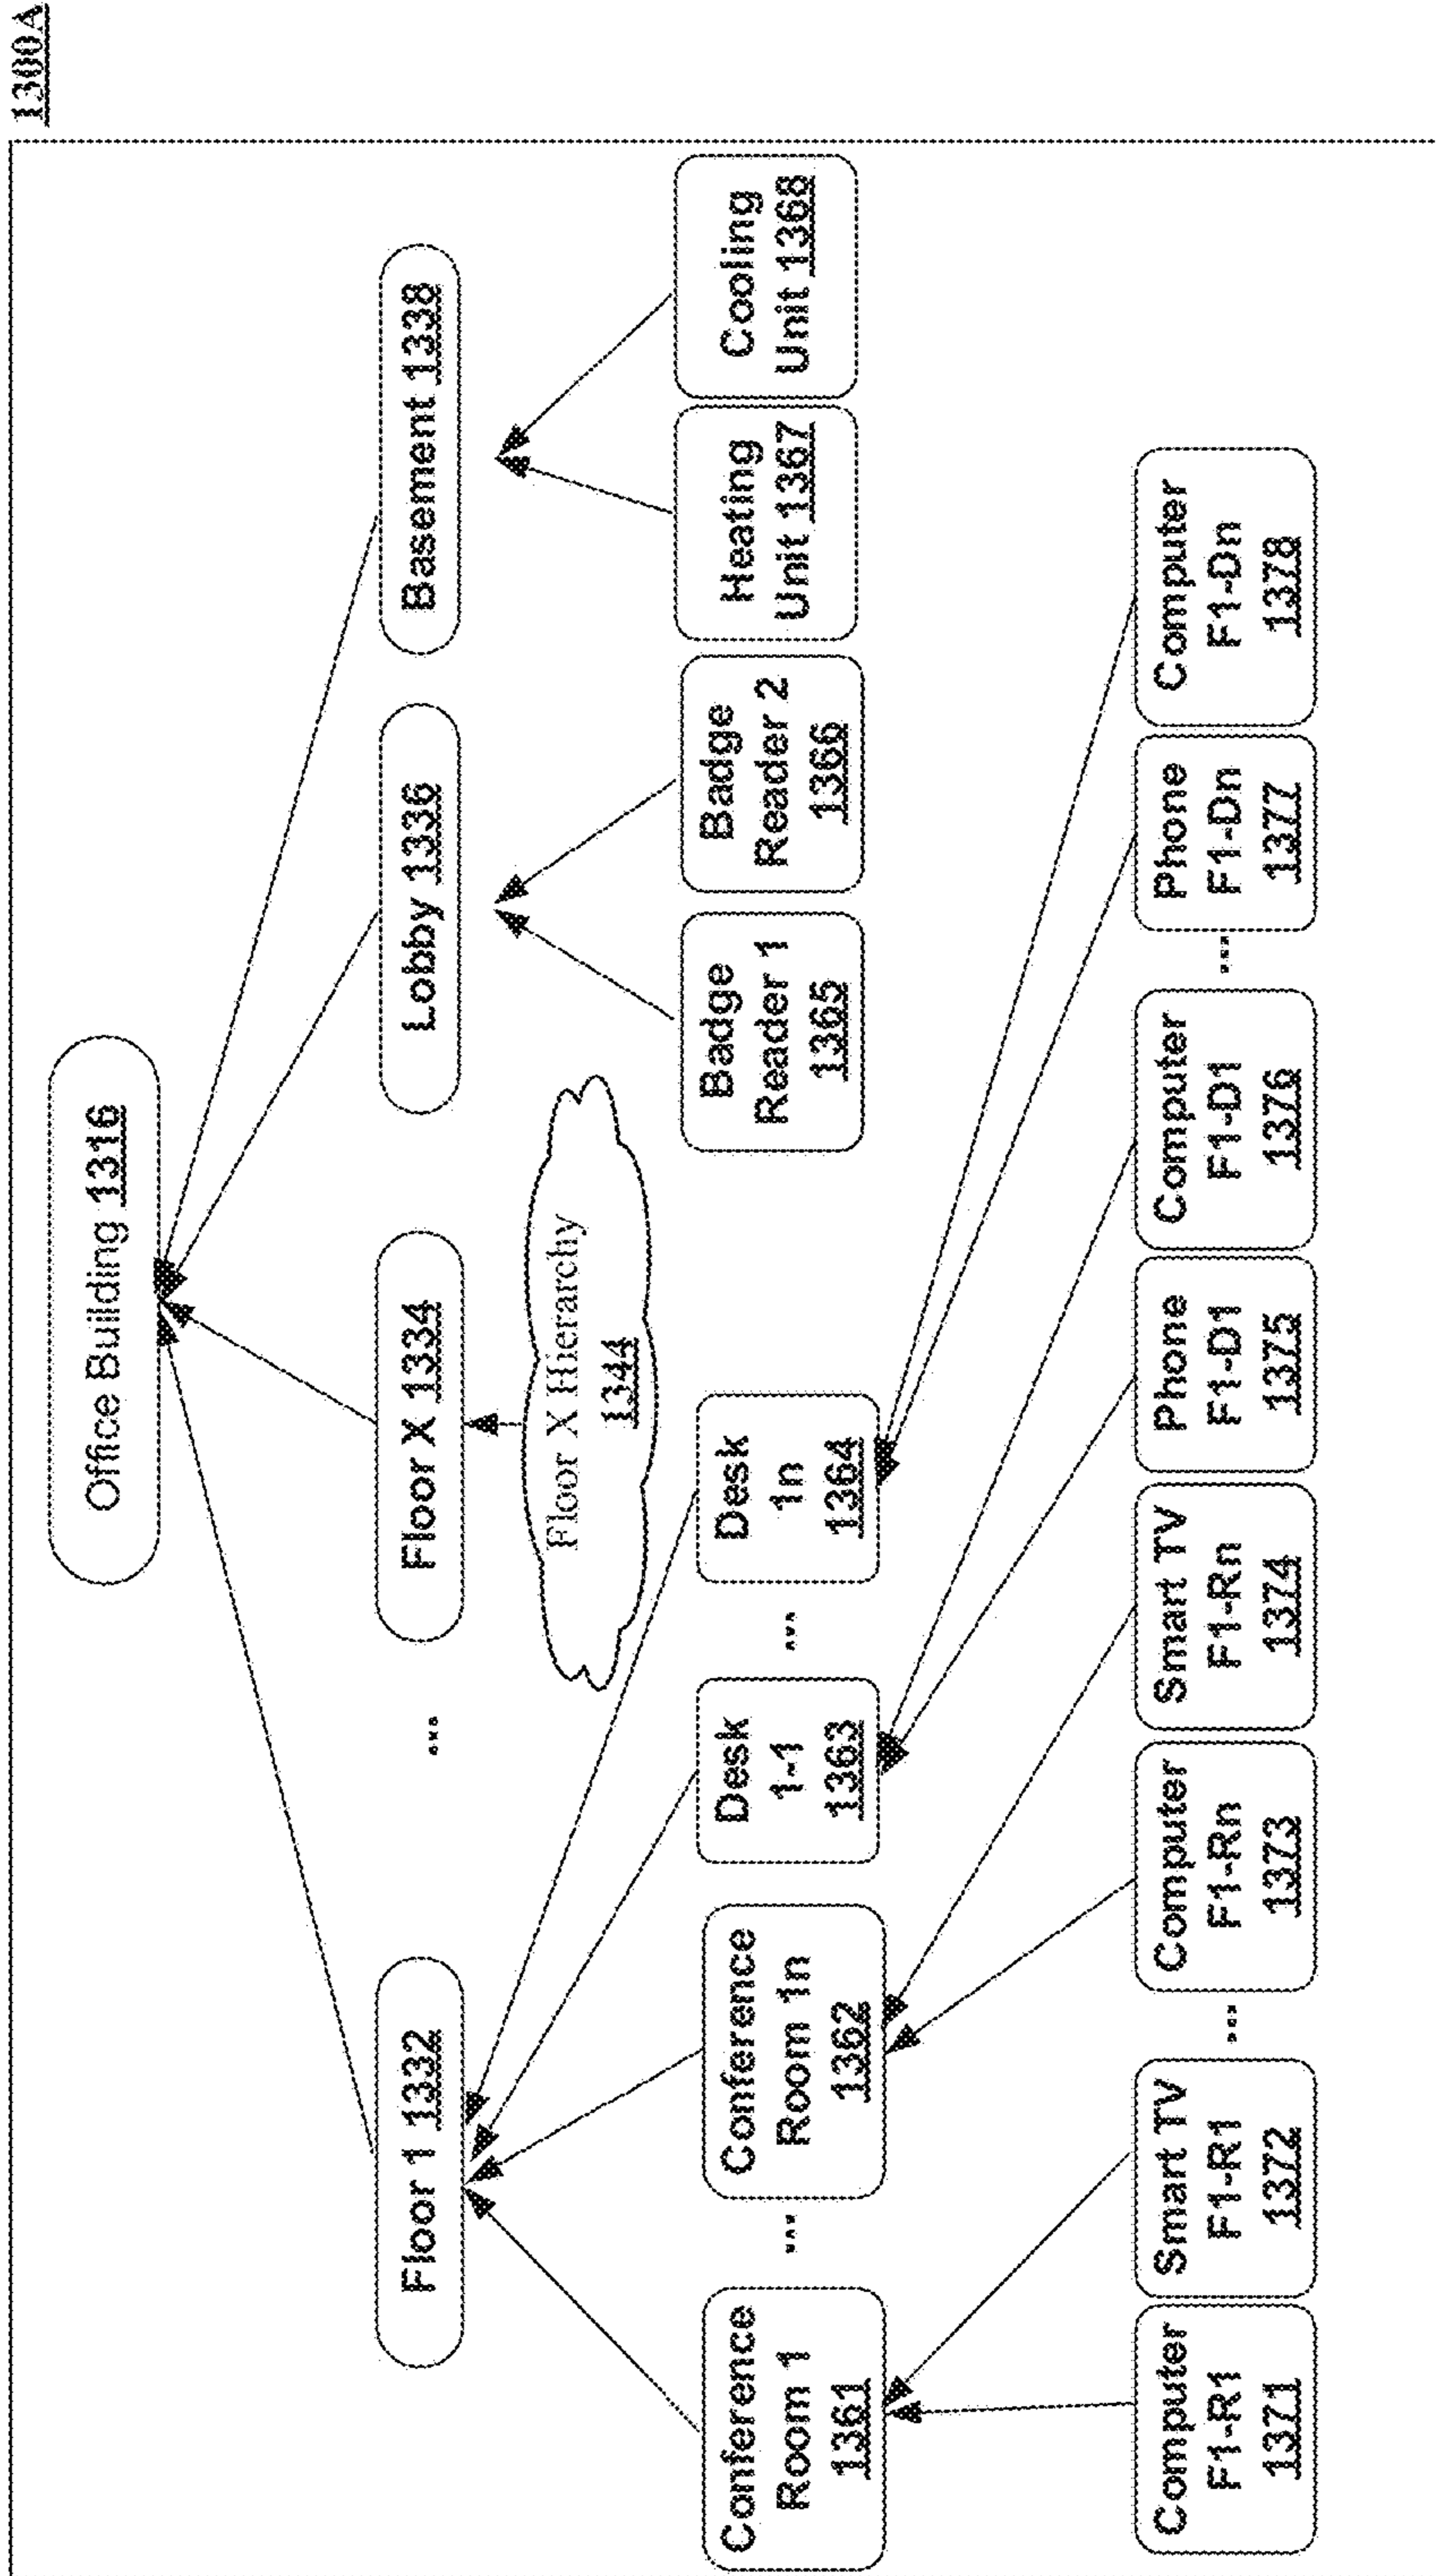 1300A
Office Building 1316
Floor 1 1332
...
Floor X 1334
Lobby 1336
Basement 1338
Floor X Hierarchy
1344
Conference
Room 1
1361
...
Conference
Room 1n
1362
Desk
1-1
1363
...
Desk
1n
1364
Badge
Reader 1
1365
Badge
Reader 2
1366
Heating
Unit 1367
Cooling
Unit 1368
Computer
F1-R1
1371
Smart TV
F1-R1
1372
...
Computer
F1-Rn
1373
Smart TV
F1-Rn
1374
Phone
F1-D1
1375
Computer
F1-D1
1376
...
Phone
F1-Dn
1377
Computer
F1-Dn
1378